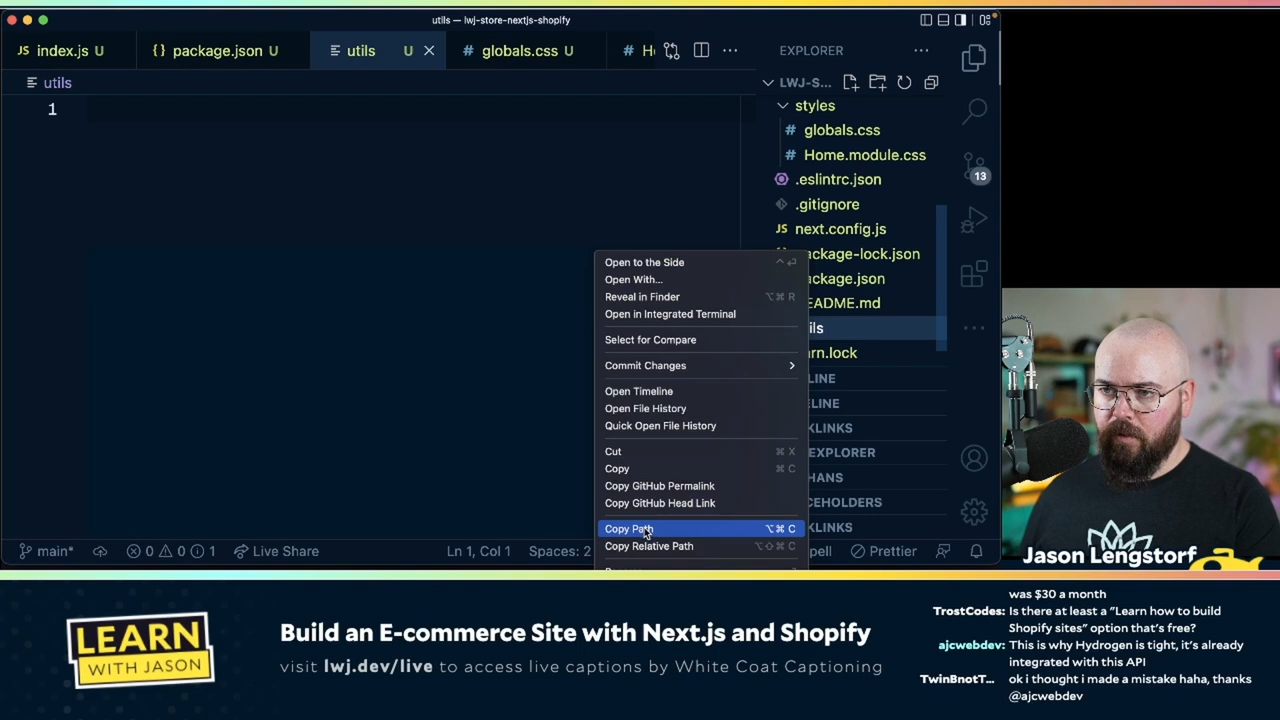 utils — lwj-store-nextjs-shopify
index.js U
package.json U
utils U
globals.css U
EXPLORER
utils
LWJ-S...
1
styles
globals.css
Home.module.css
.eslintrc.json
.gitignore
next.config.js
ackage-lock.json
ckage.json
EADME.md
ils
rn.lock
LINE
ELINE
KLINKS
EXPLORER
HANS
CEHOLDERS
KLINKS
13
Open to the Side
Open With...
Reveal in Finder ⌥⌘ R
Open in Integrated Terminal
Select for Compare
Commit Changes
Open Timeline
Open File History
Quick Open File History
Cut ⌘ X
Copy ⌘ C
Copy GitHub Permalink
Copy GitHub Head Link
Copy Path ⌥⌘ C
Copy Relative Path ⌥⇧⌘ C
main*
0
0
1
Live Share
Ln 1, Col 1
Spaces: 2
pell
Prettier
Jason Lengstorf
LEARN
WITH JASON
Build an E-commerce Site with Next.js and Shopify
visit lwj.dev/live to access live captions by White Coat Captioning
was $30 a month
TrostCodes: Is there at least a "Learn how to build
Shopify sites" option that's free?
ajcwebdev: This is why Hydrogen is tight, it's already
integrated with this API
TwinBnotT... ok i thought i made a mistake haha, thanks
@ajcwebdev